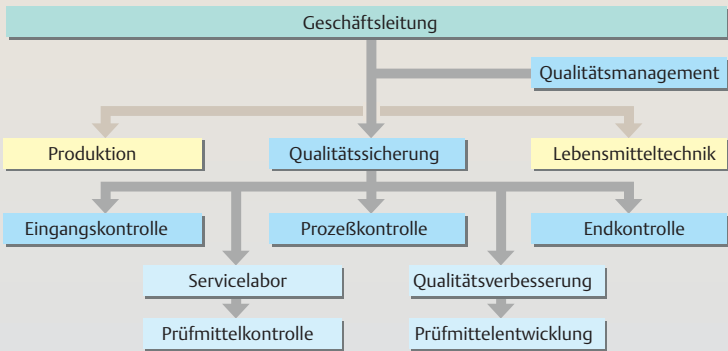 Geschäftsleitung
Qualitätsmanagement
Produktion
Qualitätssicherung
Lebensmitteltechnik
Eingangskontrolle
Prozeßkontrolle
Endkontrolle
Servicelabor
Qualitätsverbesserung
Prüfmittelkontrolle
Prüfmittelentwicklung